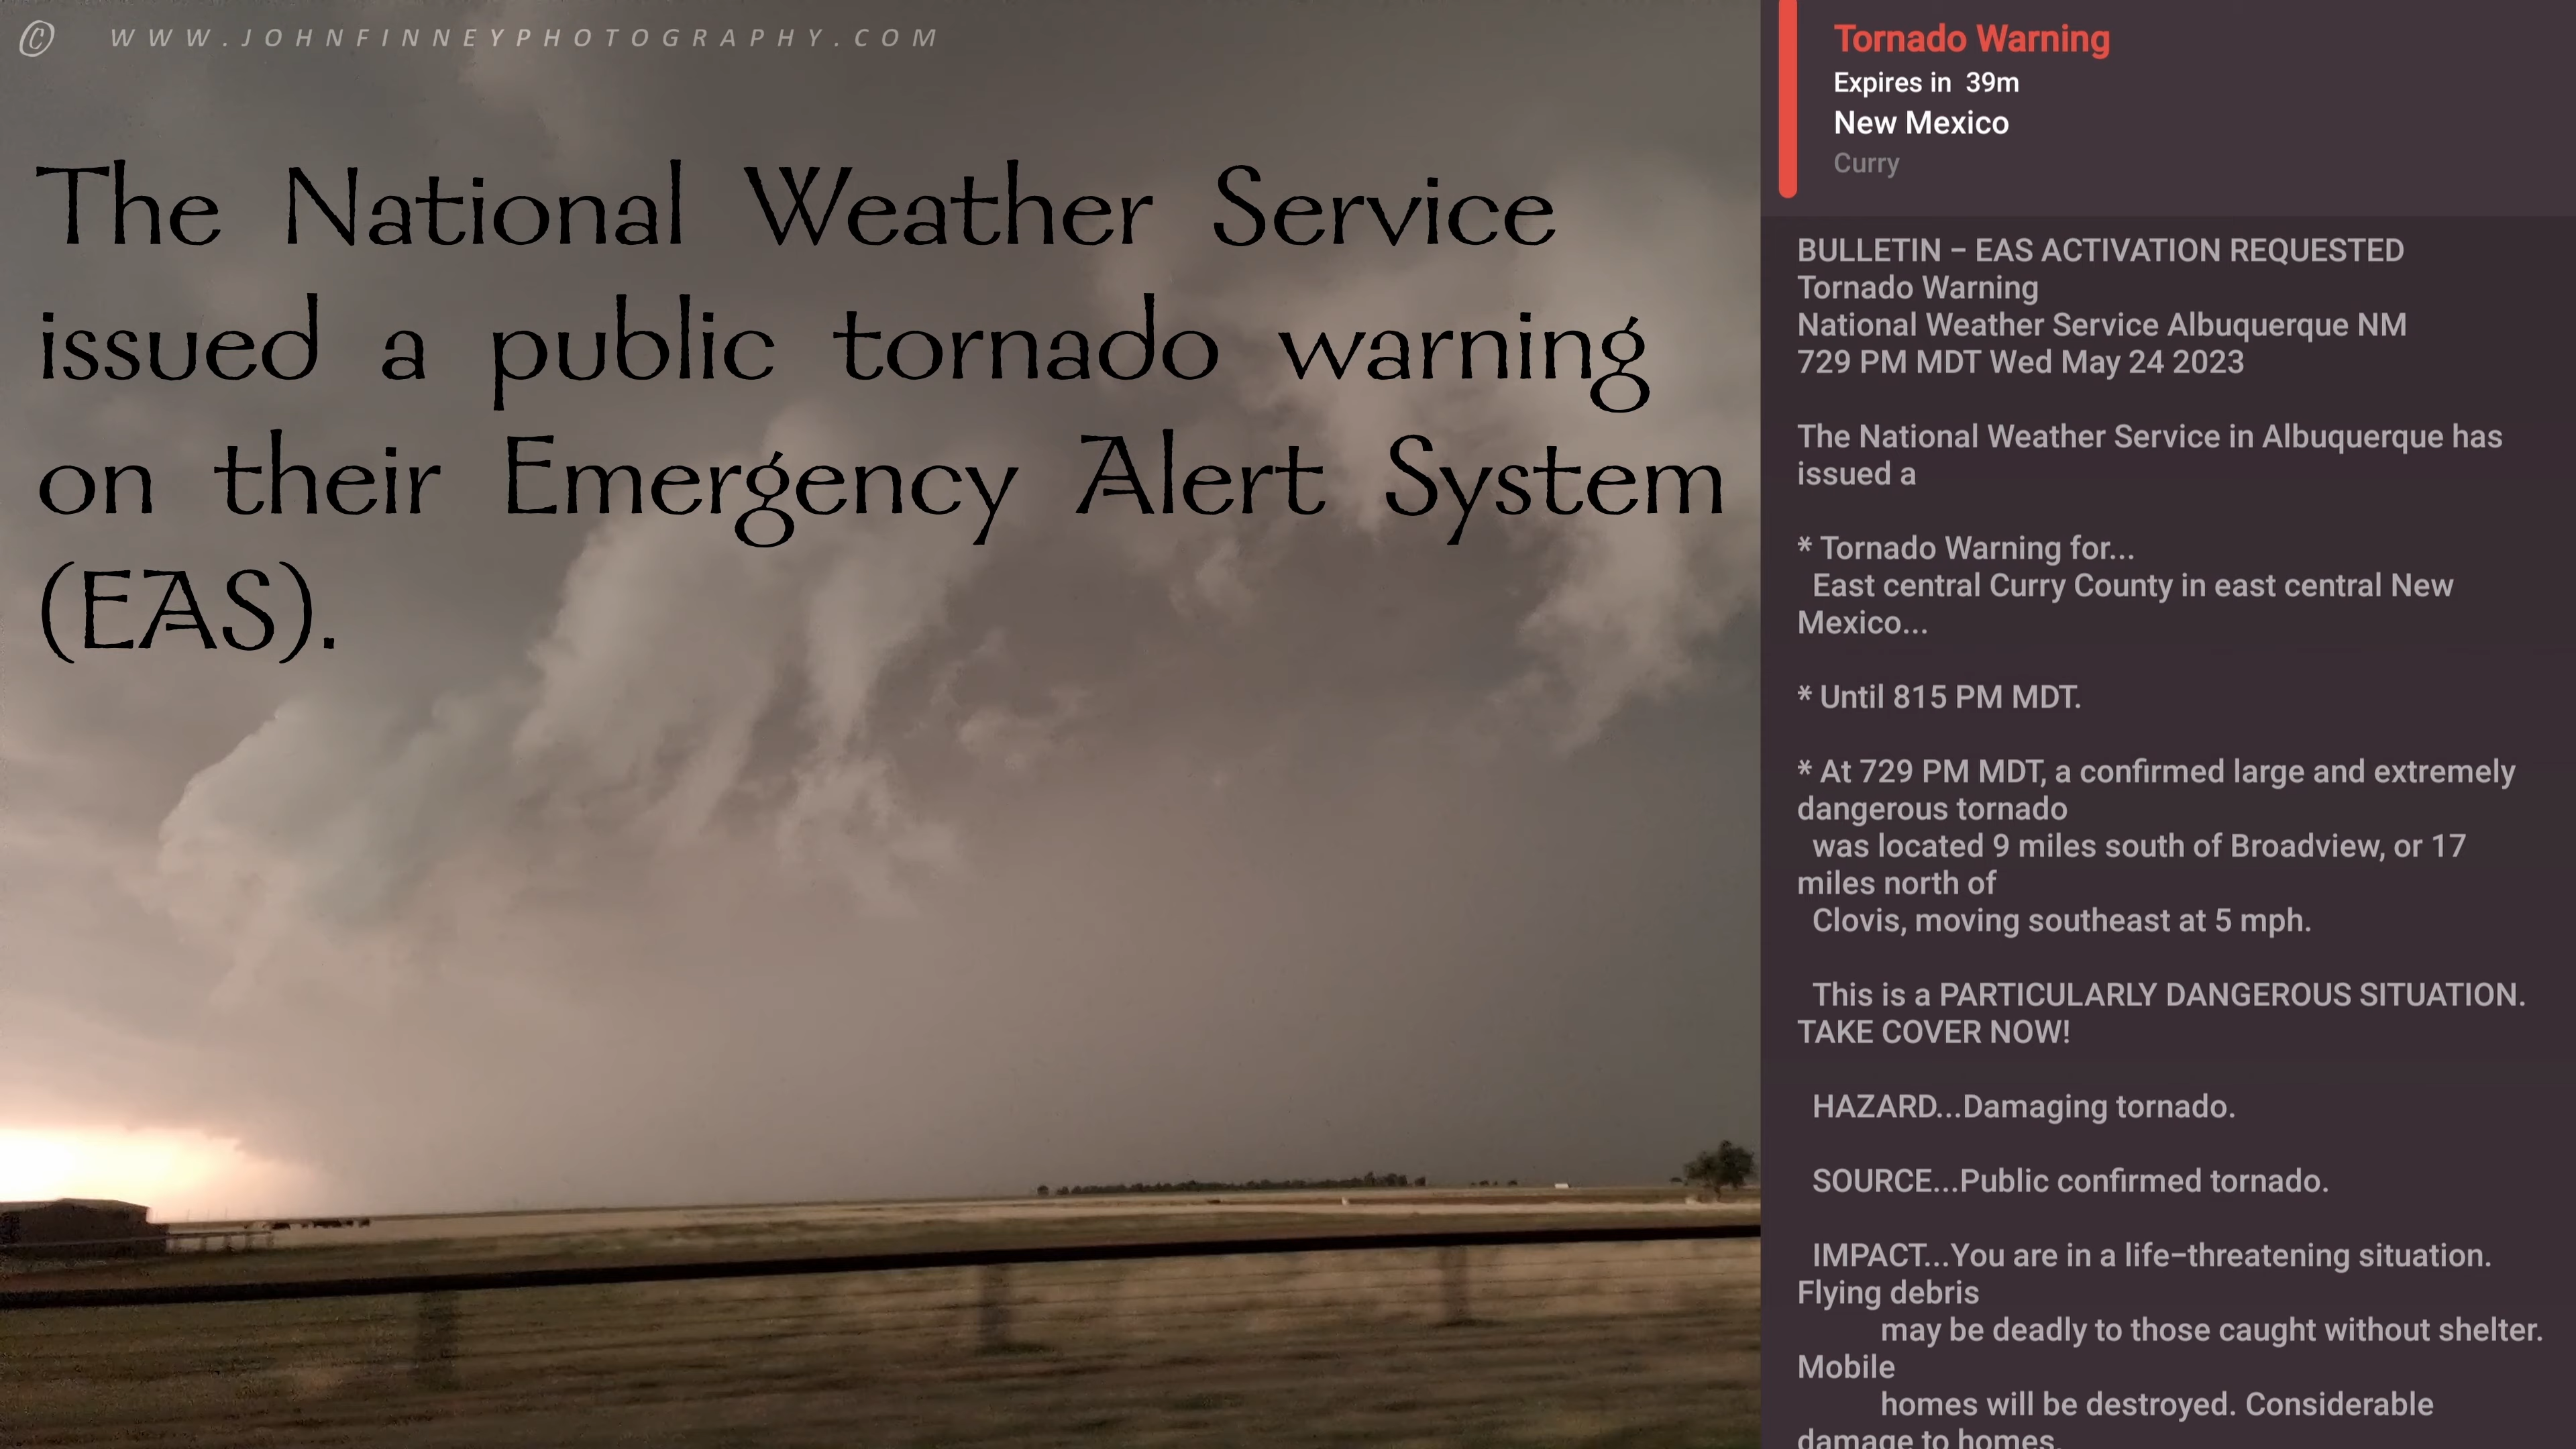 © WWW.JOHNFINNEYPHOTOGRAPHY.COM
The National Weather Service
issued a public tornado warning
on their Emergency Alert System
(EAS).
Tornado Warning
Expires in 39m
New Mexico
Curry
BULLETIN – EAS ACTIVATION REQUESTED
Tornado Warning
National Weather Service Albuquerque NM
729 PM MDT Wed May 24 2023
The National Weather Service in Albuquerque has
issued a
* Tornado Warning for...
East central Curry County in east central New
Mexico...
* Until 815 PM MDT.
* At 729 PM MDT, a confirmed large and extremely
dangerous tornado
was located 9 miles south of Broadview, or 17
miles north of
Clovis, moving southeast at 5 mph.
This is a PARTICULARLY DANGEROUS SITUATION.
TAKE COVER NOW!
HAZARD...Damaging tornado.
SOURCE...Public confirmed tornado.
IMPACT...You are in a life–threatening situation.
Flying debris
may be deadly to those caught without shelter.
Mobile
homes will be destroyed. Considerable
damage to homes,